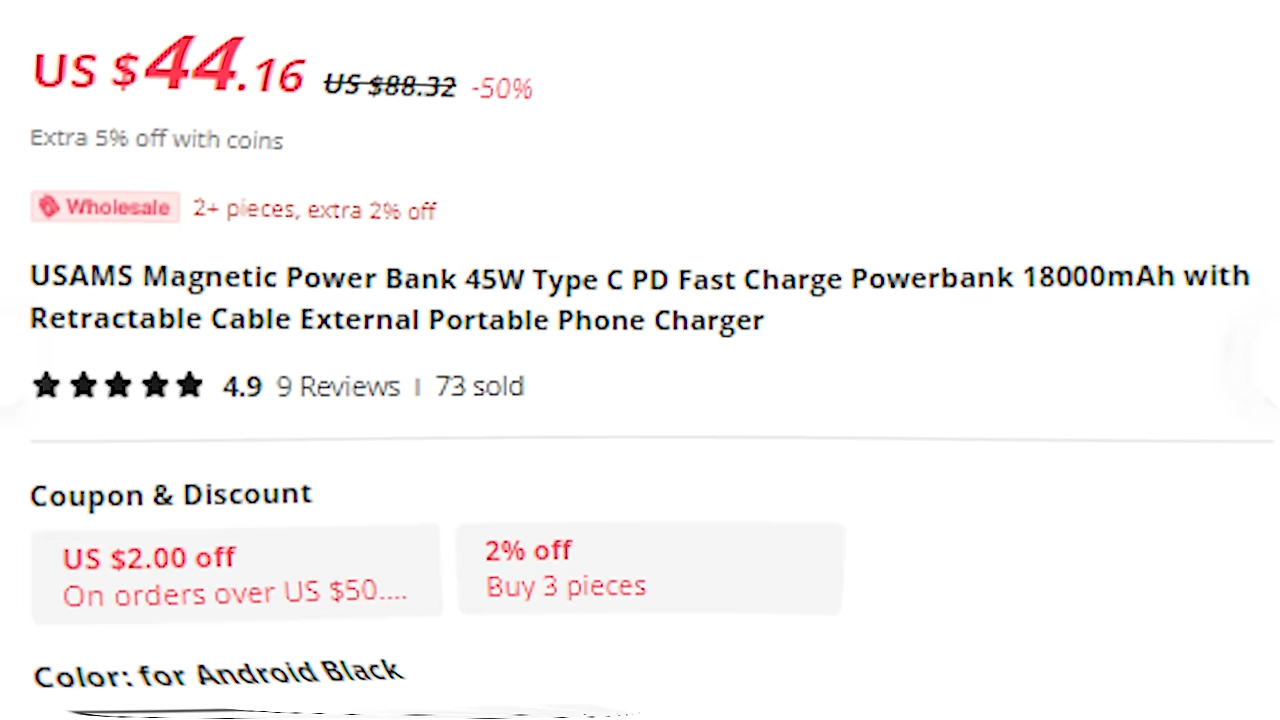 US $44.16 US $88.32 -50%
Extra 5% off with coins
Wholesale 2+ pieces, extra 2% off
USAMS Magnetic Power Bank 45W Type C PD Fast Charge Powerbank 18000mAh with
Retractable Cable External Portable Phone Charger
4.9 9 Reviews | 73 sold
Coupon & Discount
US $2.00 off
On orders over US $50....
2% off
Buy 3 pieces
Color: for Android Black